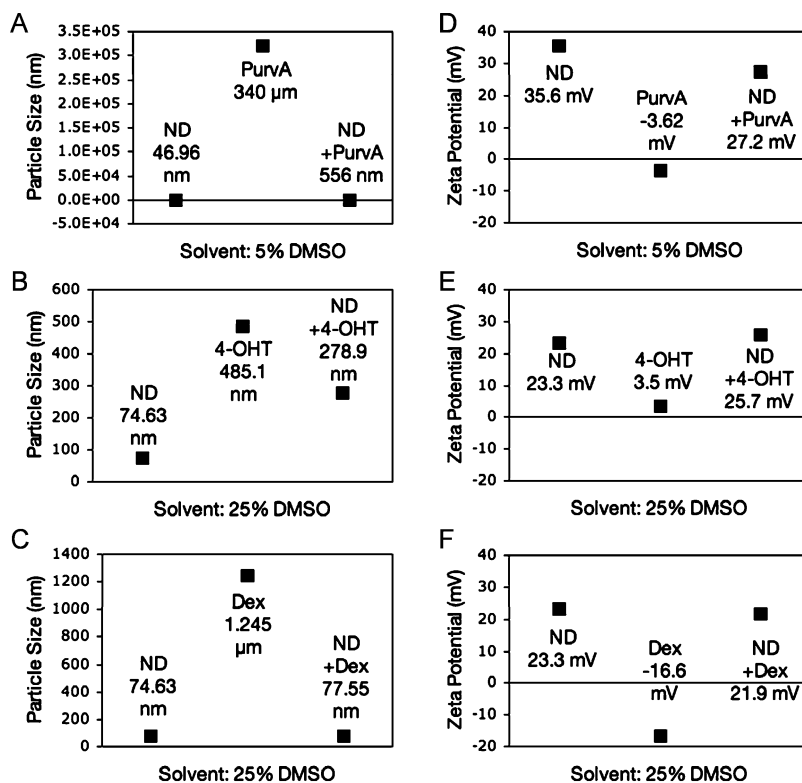 A
Particle Size (nm)
3.5E+05
3.0E+05
2.5E+05
2.0E+05
1.5E+05
1.0E+05
5.0E+04
0.0E+00
-5.0E+04
PurvA
340 µm
ND
46.96
nm
ND
+PurvA
556 nm
Solvent: 5% DMSO
D
Zeta Potential (mV)
40
30
20
10
0
-10
-20
ND
35.6 mV
PurvA
-3.62
mV
ND
+PurvA
27.2 mV
Solvent: 5% DMSO
B
Particle Size (nm)
600
500
400
300
200
100
0
ND
74.63
nm
4-OHT
485.1
nm
ND
+4-OHT
278.9
nm
Solvent: 25% DMSO
E
Zeta Potential (mV)
40
30
20
10
0
-10
-20
ND
23.3 mV
4-OHT
3.5 mV
ND
+4-OHT
25.7 mV
Solvent: 25% DMSO
C
Particle Size (nm)
1400
1200
1000
800
600
400
200
0
ND
74.63
nm
Dex
1.245
µm
ND
+Dex
77.55
nm
Solvent: 25% DMSO
F
Zeta Potential (mV)
40
20
0
-10
-20
ND
23.3 mV
Dex
-16.6
mV
ND
+Dex
21.9 mV
Solvent: 25% DMSO